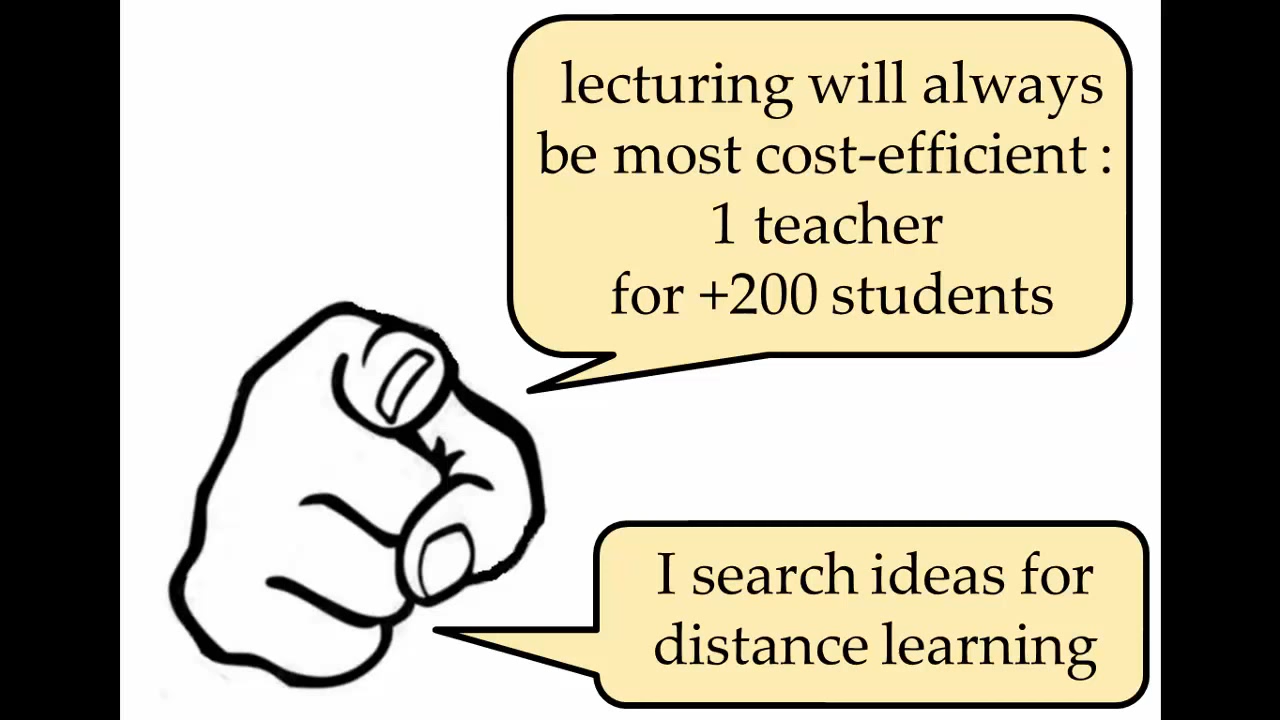 lecturing will always
be most cost-efficient :
1 teacher
for +200 students
I search ideas for
distance learning